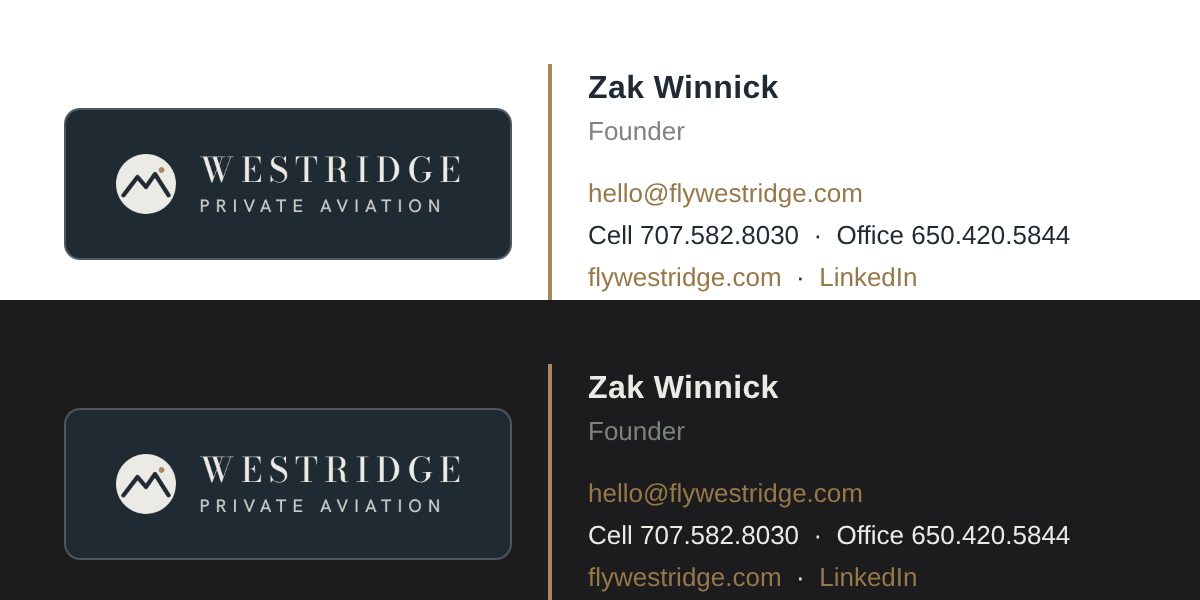 WESTRIDGE
PRIVATE AVIATION
Zak Winnick
Founder
hello@flywestridge.com
Cell 707.582.8030 · Office 650.420.5844
flywestridge.com · LinkedIn
WESTRIDGE
PRIVATE AVIATION
Zak Winnick
Founder
hello@flywestridge.com
Cell 707.582.8030 · Office 650.420.5844
flywestridge.com · LinkedIn